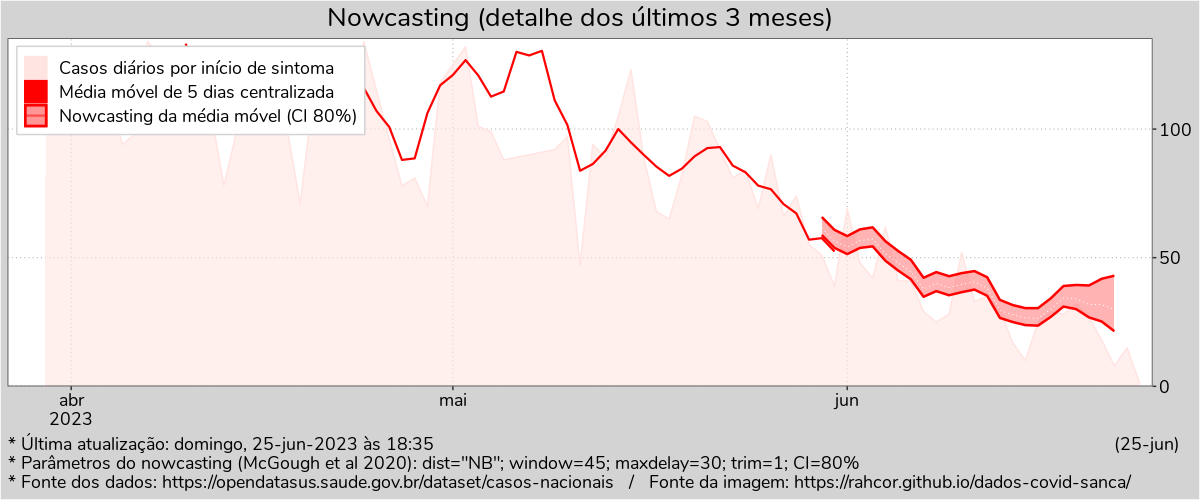 Nowcasting (detalhe dos últimos 3 meses)
Casos diários por início de sintoma
Média móvel de 5 dias centralizada
Nowcasting da média móvel (CI 80%)
100
50
0
abr
2023
mai
jun
* Última atualização: domingo, 25-jun-2023 às 18:35
(25-jun)
* Parâmetros do nowcasting (McGough et al 2020): dist="NB"; window=45; maxdelay=30; trim=1; CI=80%
* Fonte dos dados: https://opendatasus.saude.gov.br/dataset/casos-nacionais / Fonte da imagem: https://rahcor.github.io/dados-covid-sanca/